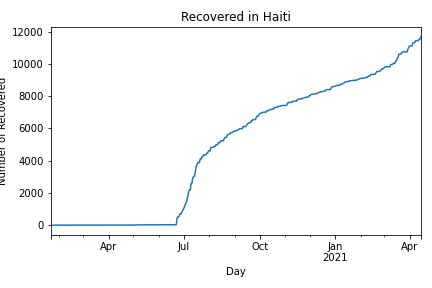 Recovered in Haiti
12000
10000
8000
6000
4000
2000
0
Number of Recovered
Apr
Jul
Oct
Jan
2021
Apr
Day